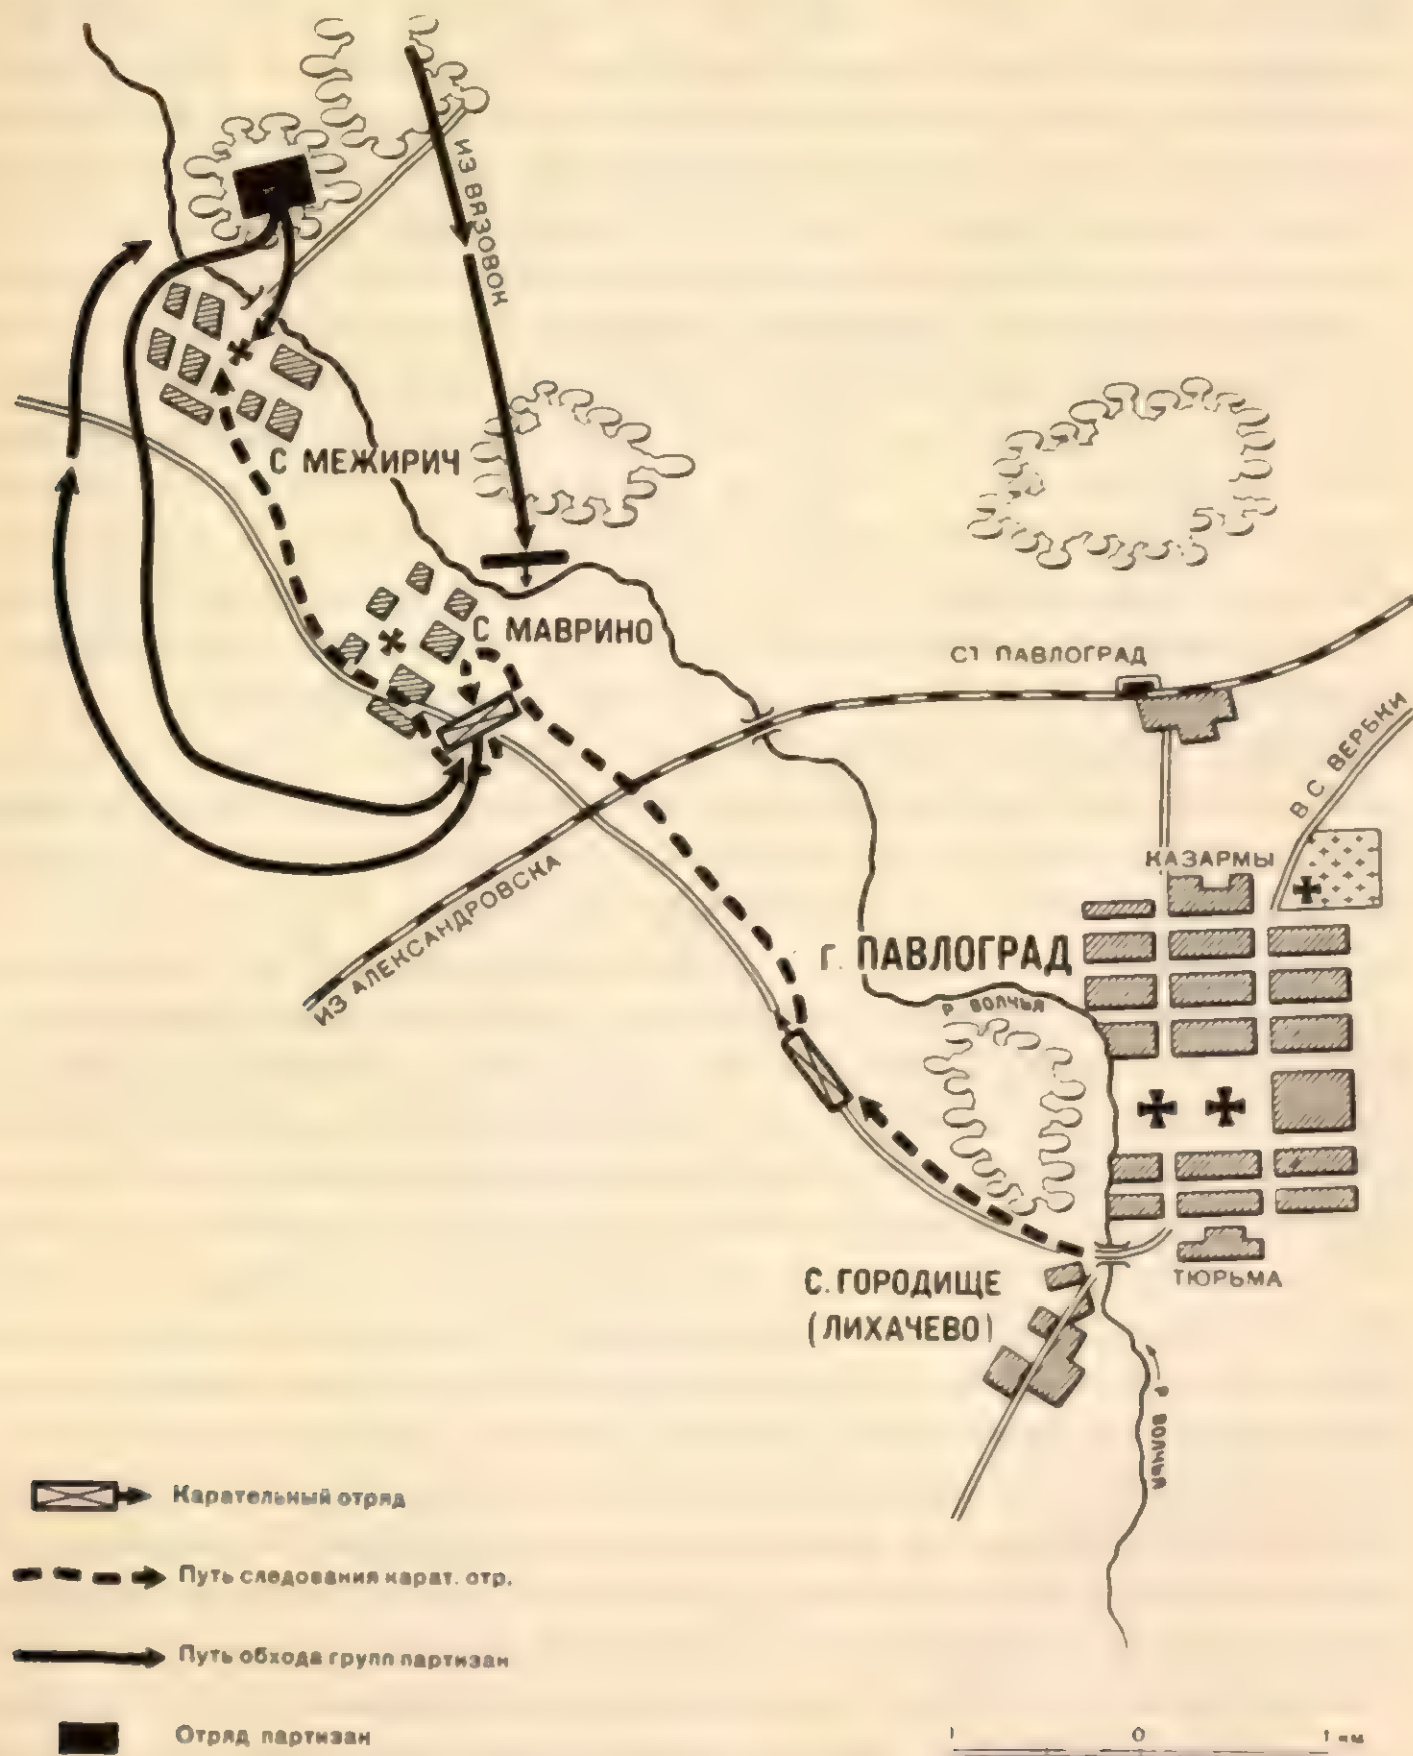 ИЗ ВЯЗОВОК
С МЕЖИРИЧ
С МАВРИНО
СТ ПАВЛОГРАД
В С ВЕРБКИ
КАЗАРМЫ
ИЗ АЛЕКСАНДРОВСКА
Г. ПАВЛОГРАД
Р ВОЛЧЬЯ
С. ГОРОДИЩЕ
(ЛИХАЧЕВО)
ТЮРЬМА
Р ВОЛЧЬЯ
Карательный отряд
Путь следования карат. отр.
Путь обхода групп партизан
Отряд партизан
1 0 1 км